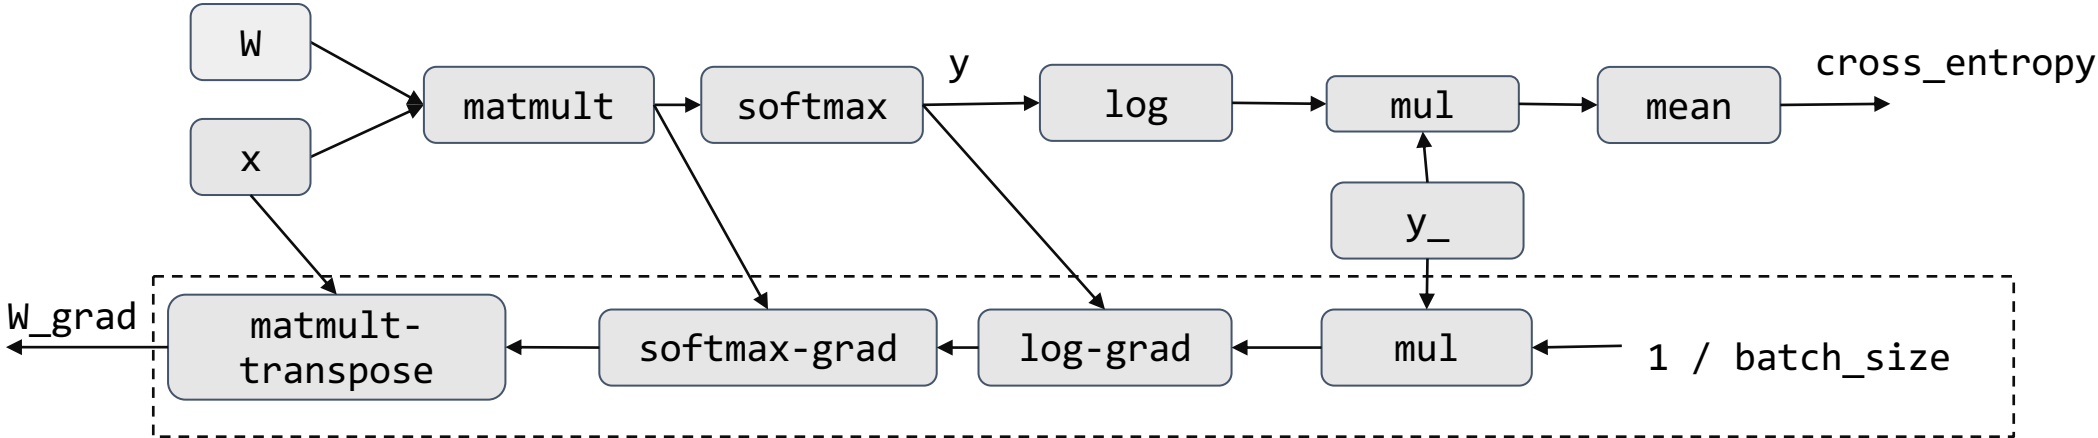 W
x
matmult
softmax
y
log
mul
mean
cross_entropy
y_
W_grad
matmult-
transpose
softmax-grad
log-grad
mul
1 / batch_size